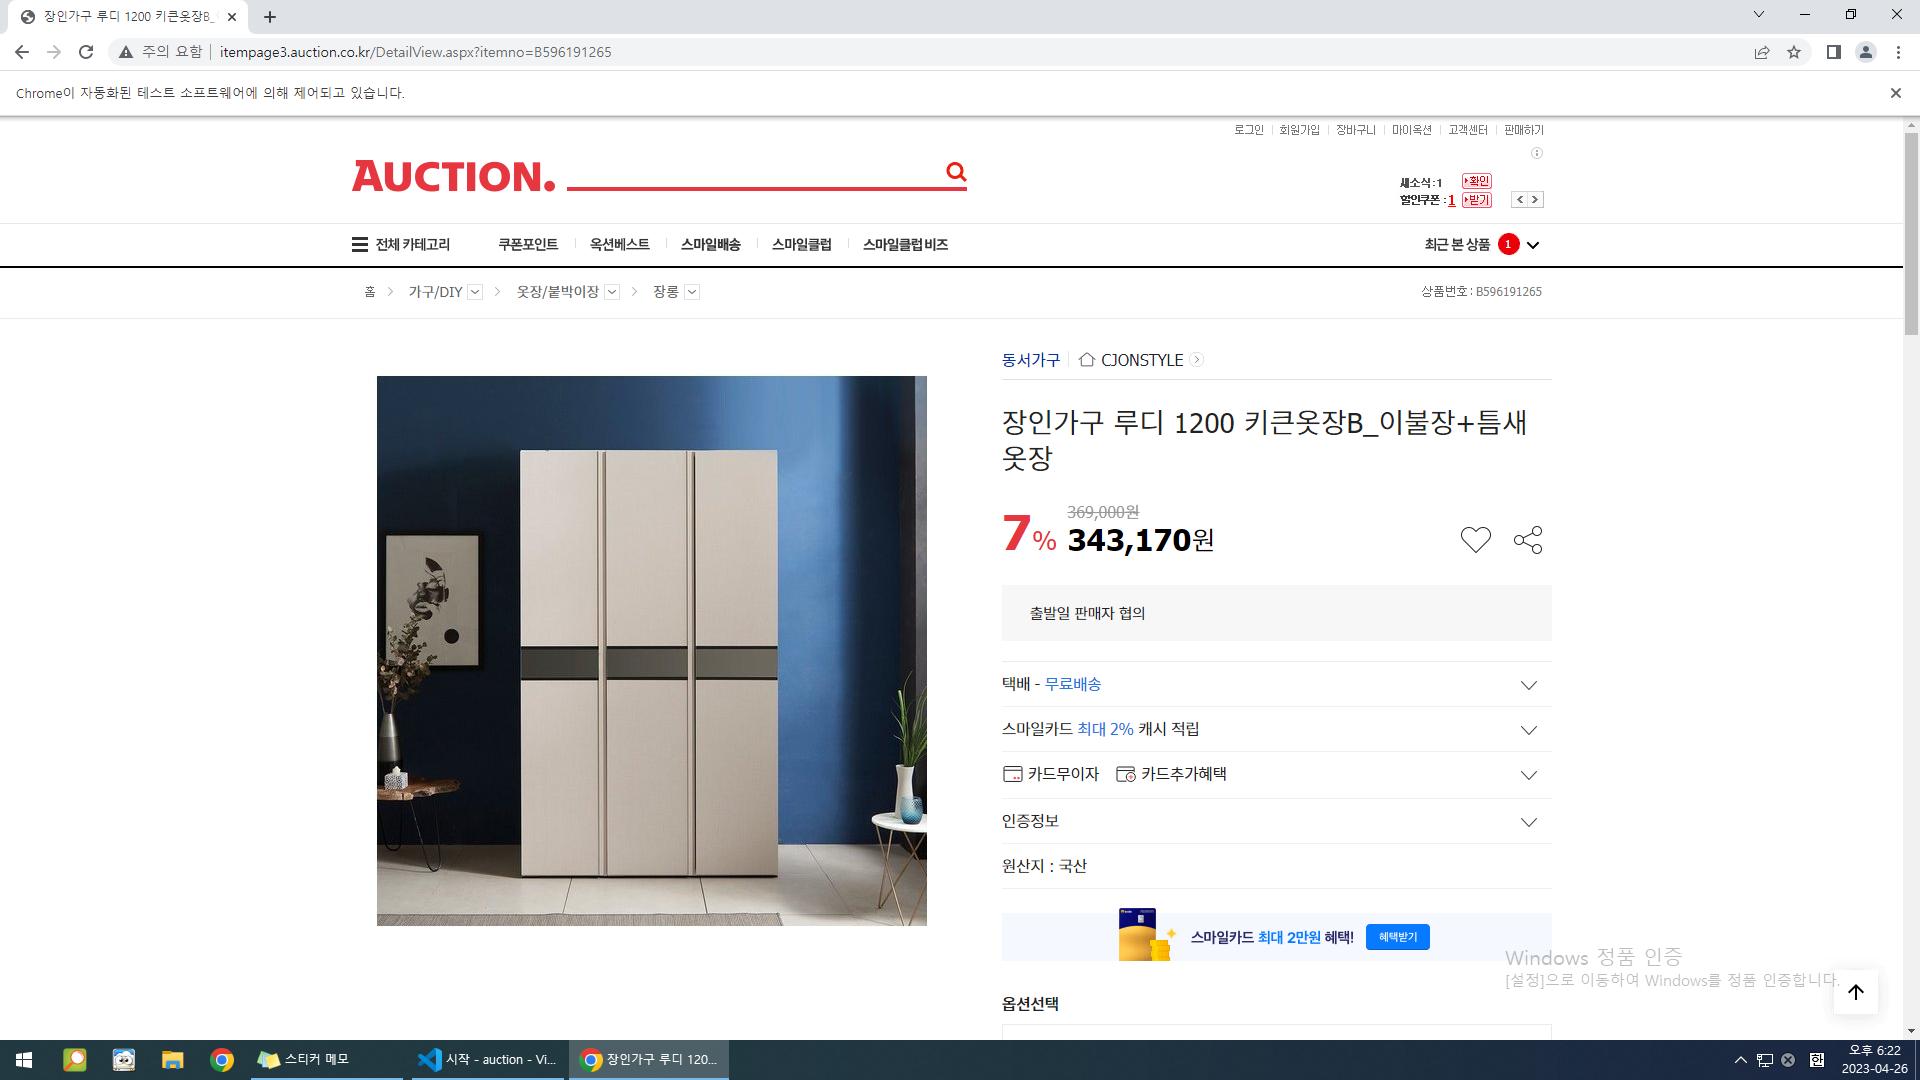 장인가구 루디 1200 키큰옷장B_
주의 요함
itempage3.auction.co.kr/DetailView.aspx?itemno=B596191265
Chrome이 자동화된 테스트 소프트웨어에 의해 제어되고 있습니다.
로그인 회원가입 장바구니 마이옥션 고객센터 판매하기
AUCTION.
새소식:1 확인
할인쿠폰:1 받기
전체 카테고리 쿠폰포인트 옥션베스트 스마일배송 스마일클럽 스마일클럽 비즈 최근 본 상품 1
홈 가구/DIY 옷장/붙박이장 장롱 상품번호 : B596191265
동서가구 CJONSTYLE
장인가구 루디 1200 키큰옷장B_이불장+틈새
옷장
369,000원
7% 343,170원
출발일 판매자 협의
택배 - 무료배송
스마일카드 최대 2% 캐시 적립
카드무이자 카드추가혜택
인증정보
원산지 : 국산
스마일카드 최대 2만원 혜택! 혜택받기
Windows 정품 인증
[설정]으로 이동하여 Windows를 정품 인증합니다.
옵션선택
스티커 메모
시작 - auction - Vi...
장인가구 루디 120...
한
오후 6:22
2023-04-26